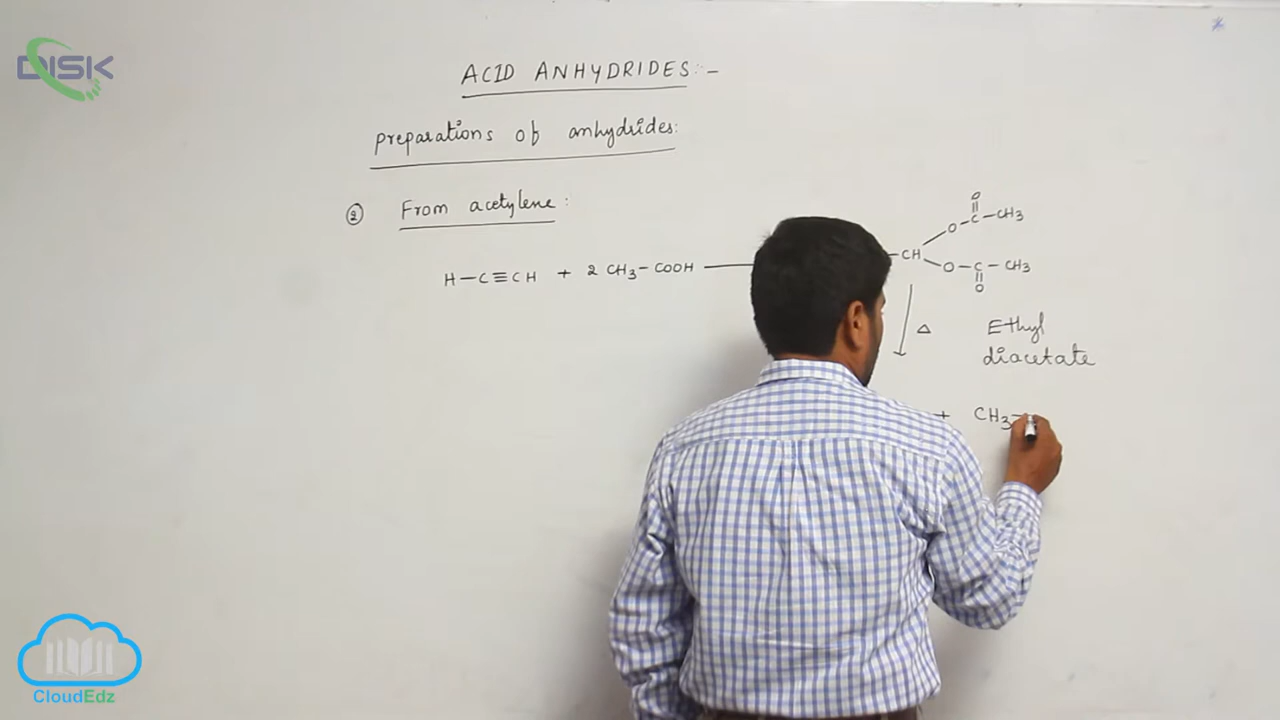 DISK
ACID ANHYDRIDES:-
preparations of anhydrides:
② From acetylene:
H-C≡CH + 2 CH3-COOH
-CH
O-C-CH3
O
O-C-CH3
O
Δ
Ethyl
diacetate
+ CH3-
CloudEdz